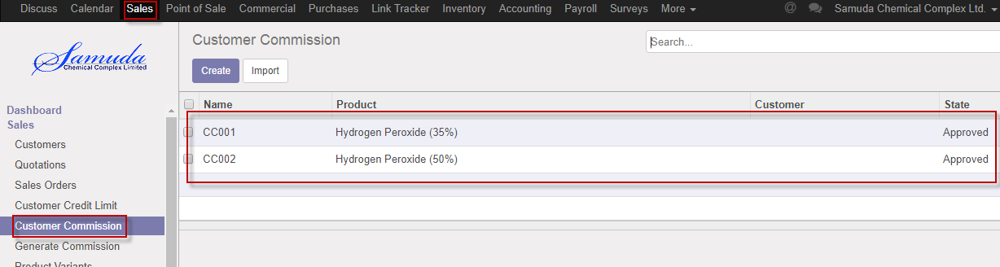 Discuss Calendar Sales Point of Sale Commercial Purchases Link Tracker Inventory Accounting Payroll Surveys More @ Samuda Chemical Complex Ltd.
Samuda
Chemical Complex Limited
Dashboard
Sales
Customers
Quotations
Sales Orders
Customer Credit Limit
Customer Commission
Generate Commission
Product Variants
Customer Commission
Search...
Create Import
Name Product Customer State
CC001 Hydrogen Peroxide (35%) Approved
CC002 Hydrogen Peroxide (50%) Approved